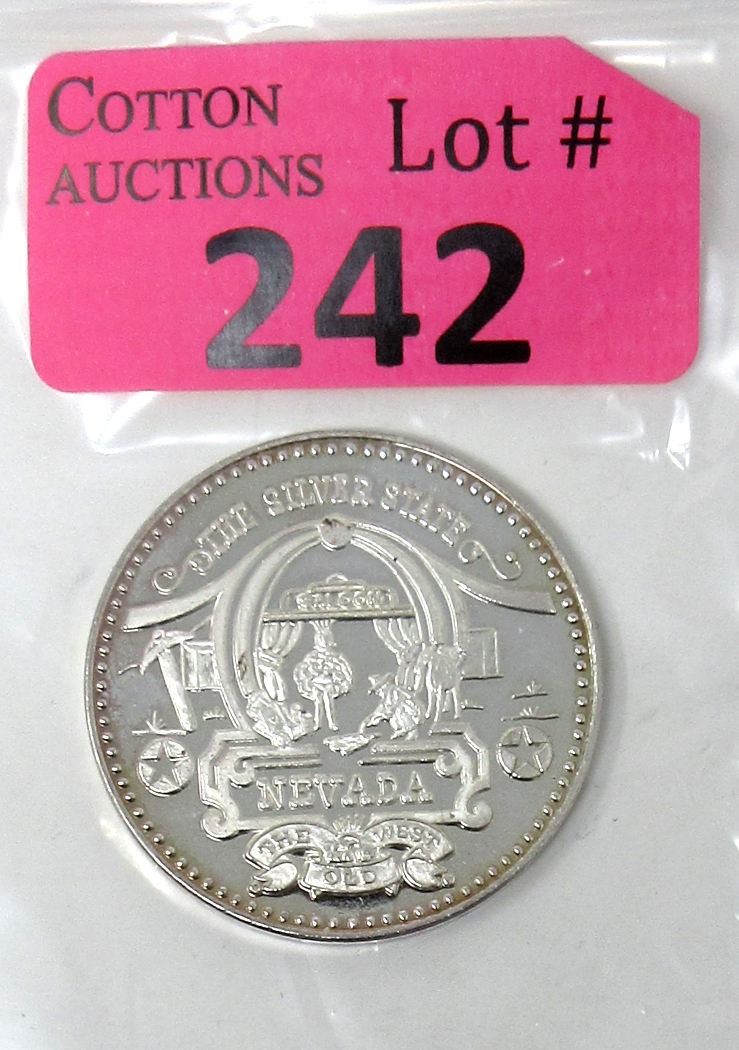 COTTON
AUCTIONS
Lot #
242
THE SILVER STATE
SALOON
NEVADA
THE OLD WEST